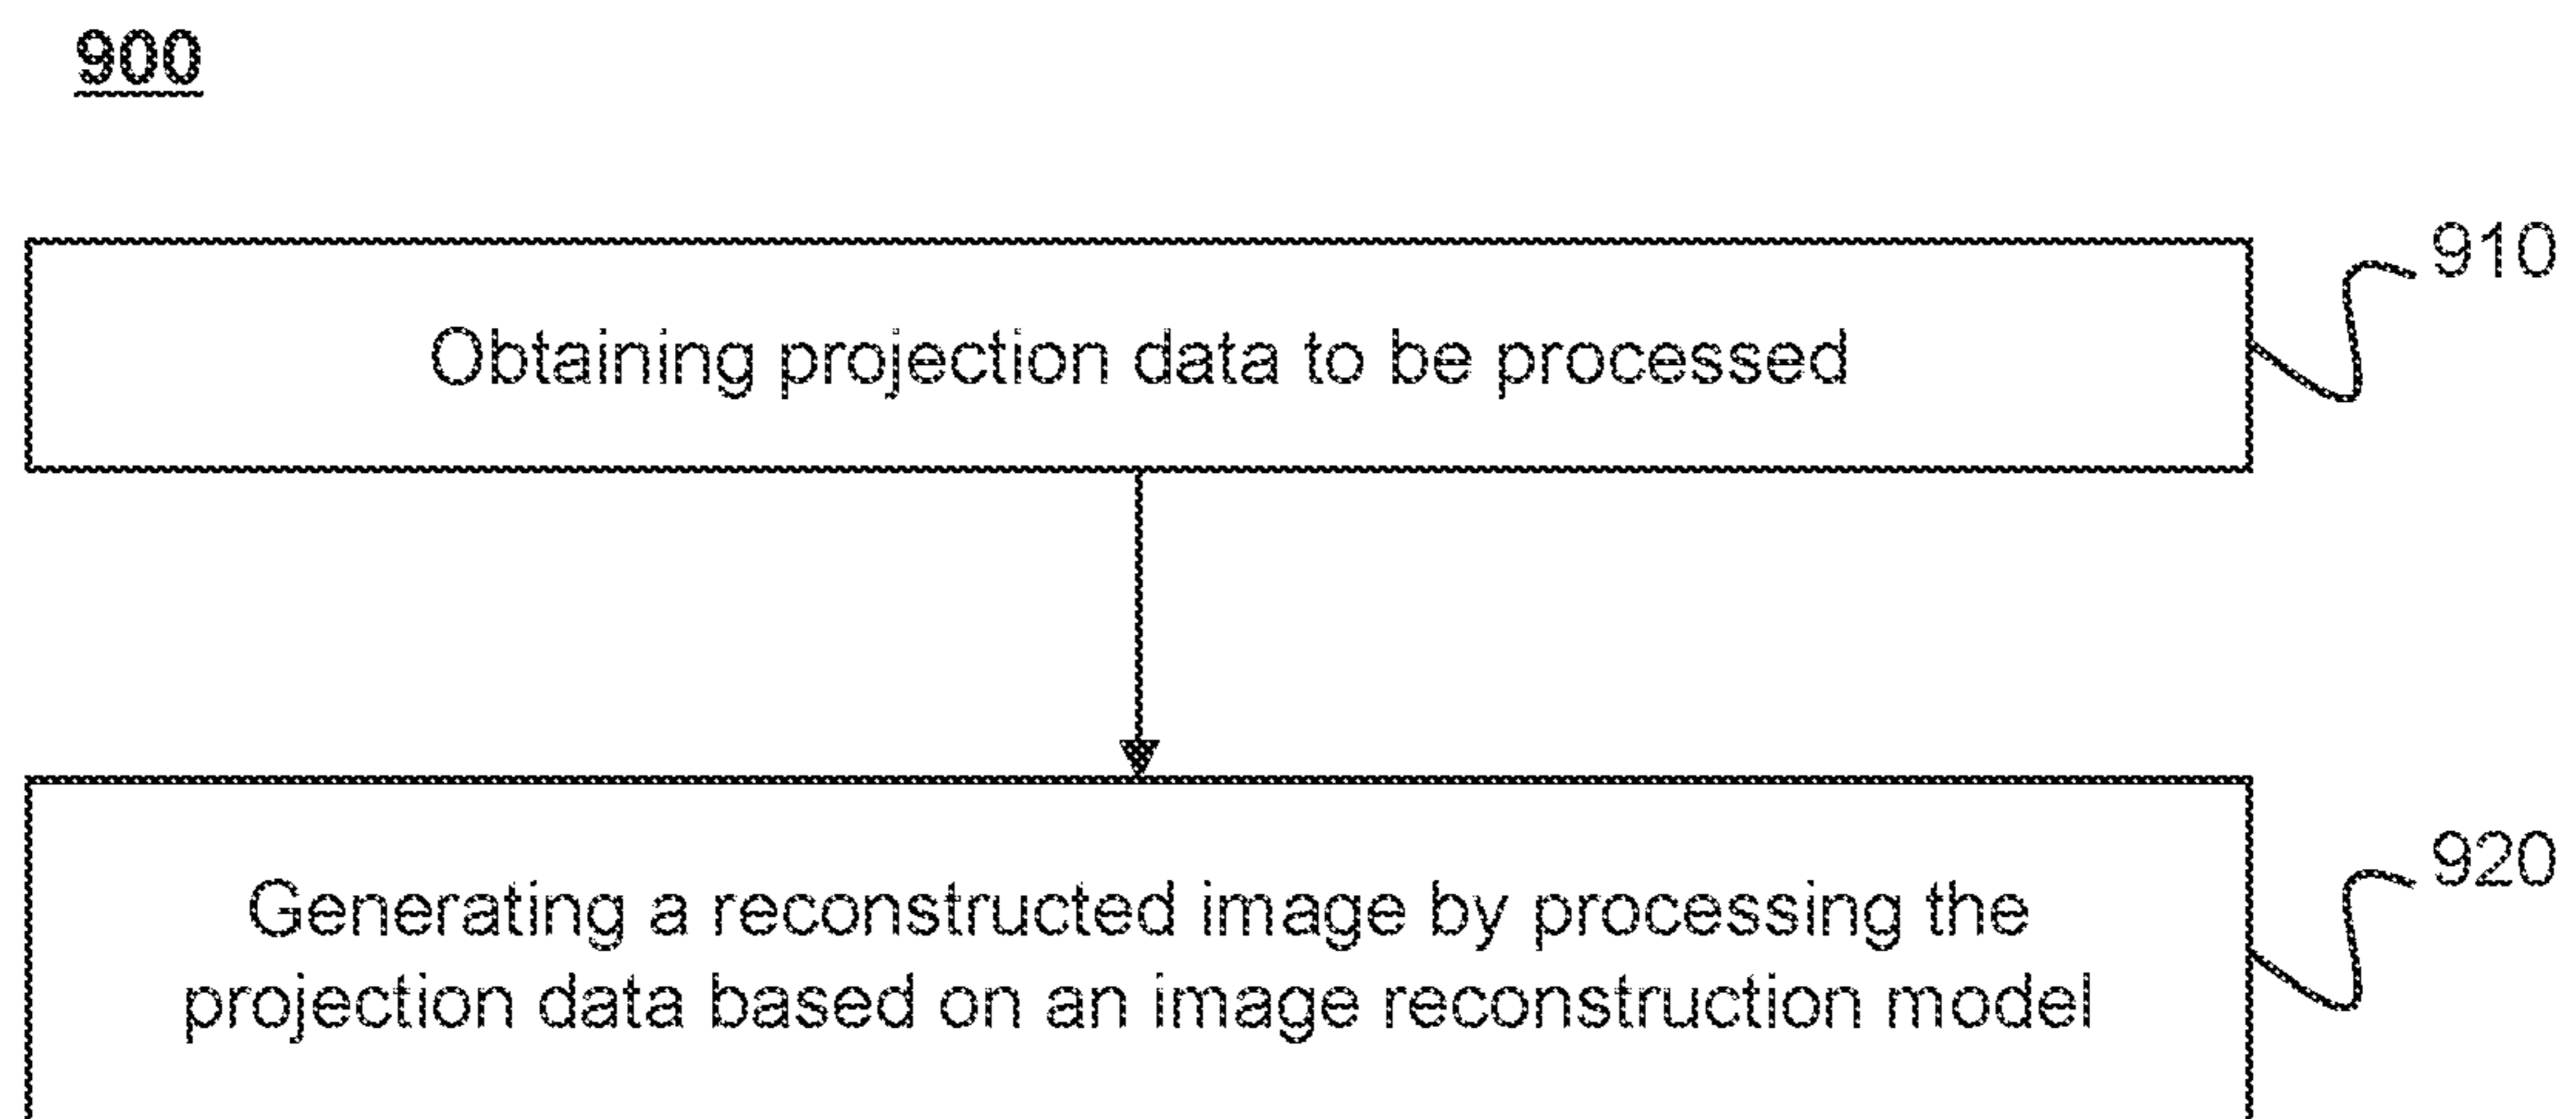 900
910
Obtaining projection data to be processed
920
Generating a reconstructed image by processing the
projection data based on an image reconstruction model